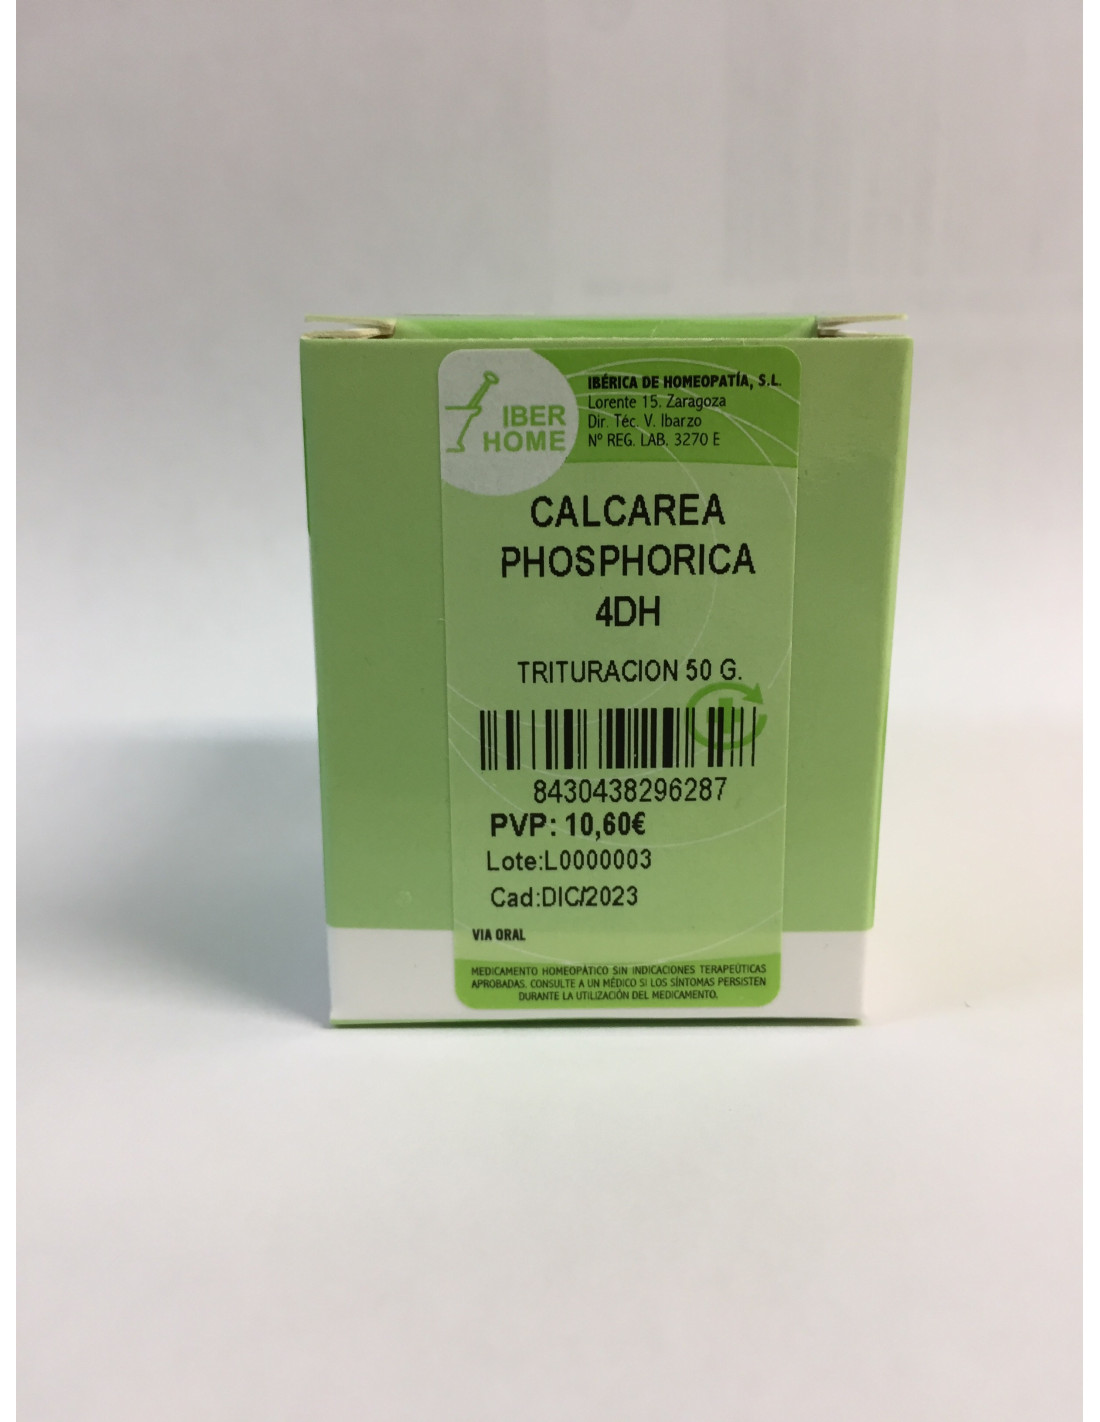 IBER
HOME
IBÉRICA DE HOMEOPATÍA, S.L.
Lorente 15. Zaragoza
Dir. Téc. V. Ibarzo
Nº REG. LAB. 3270 E
CALCAREA
PHOSPHORICA
4DH
TRITURACION 50 G.
8430438296287
PVP: 10,60€
Lote:L0000003
Cad:DIC/2023
VIA ORAL
MEDICAMENTO HOMEOPÁTICO SIN INDICACIONES TERAPEÚTICAS
APROBADAS. CONSULTE A UN MÉDICO SI LOS SÍNTOMAS PERSISTEN
DURANTE LA UTILIZACIÓN DEL MEDICAMENTO.